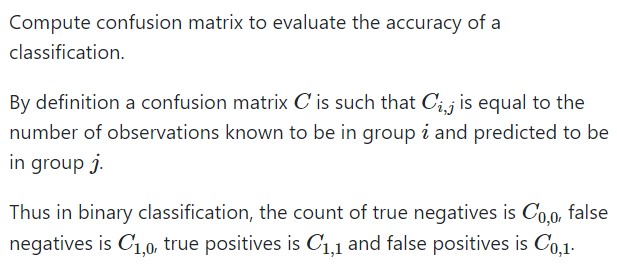 Compute confusion matrix to evaluate the accuracy of a
classification.
By definition a confusion matrix C is such that C_{i,j} is equal to the
number of observations known to be in group i and predicted to be
in group j.
Thus in binary classification, the count of true negatives is C_{0,0}, false
negatives is C_{1,0}, true positives is C_{1,1} and false positives is C_{0,1}.